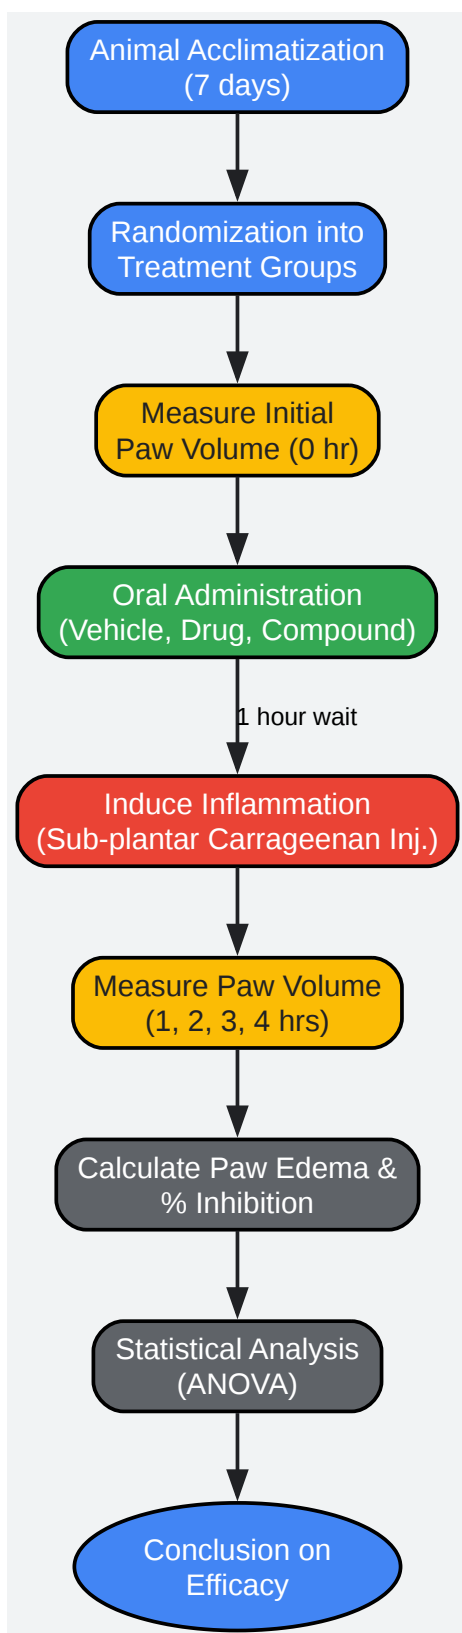 Animal Acclimatization
(7 days)
Randomization into
Treatment Groups
Measure Initial
Paw Volume (0 hr)
Oral Administration
(Vehicle, Drug, Compound)
1 hour wait
Induce Inflammation
(Sub-plantar Carrageenan Inj.)
Measure Paw Volume
(1, 2, 3, 4 hrs)
Calculate Paw Edema &
% Inhibition
Statistical Analysis
(ANOVA)
Conclusion on
Efficacy